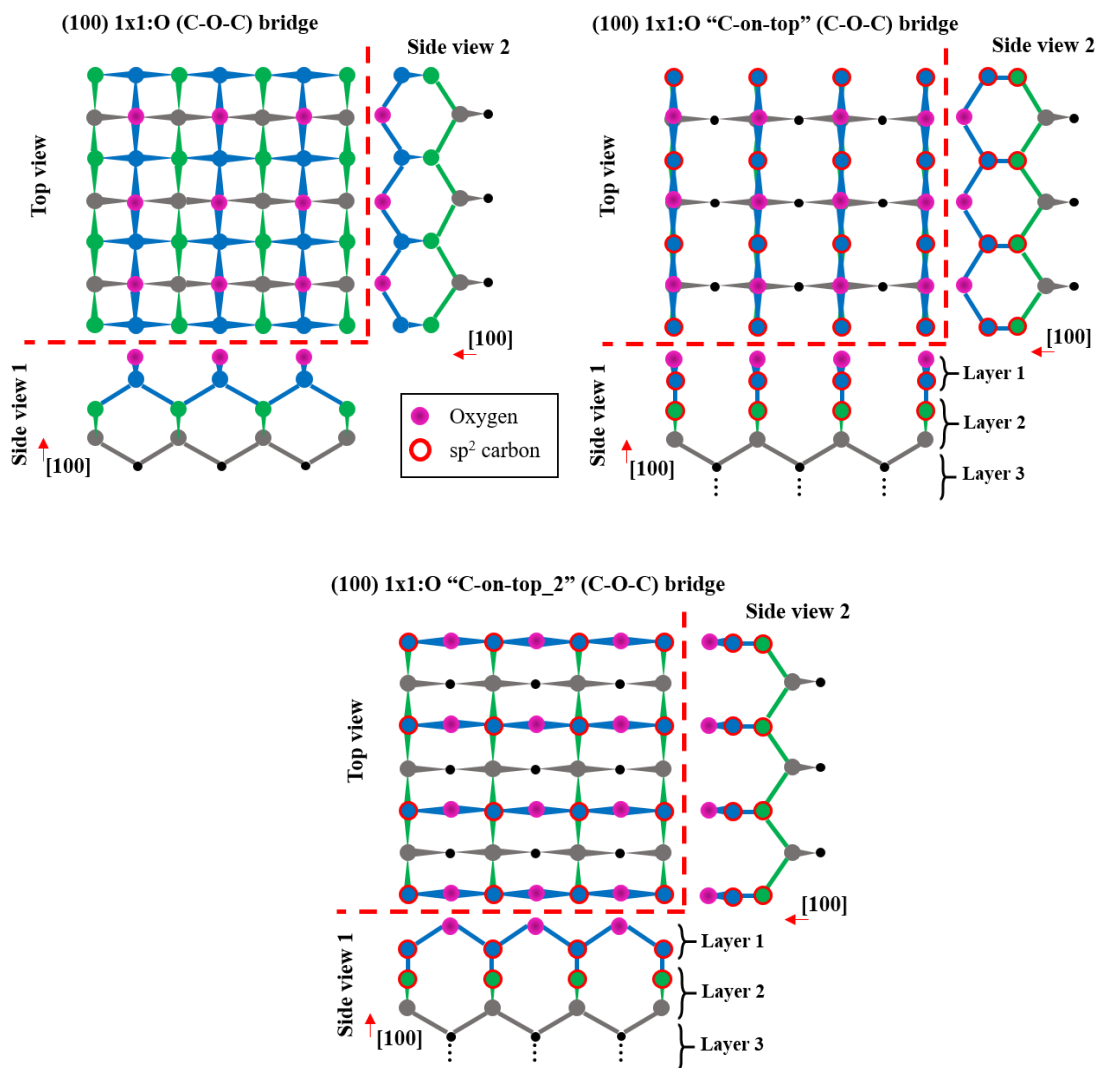 (100) 1x1:O (C-O-C) bridge
Side view 2
Top view
[100]
Side view 1
[100]
Oxygen
sp² carbon
(100) 1x1:O “C-on-top” (C-O-C) bridge
Side view 2
Top view
[100]
Side view 1
[100]
Layer 1
Layer 2
Layer 3
(100) 1x1:O “C-on-top_2” (C-O-C) bridge
Side view 2
Top view
[100]
Side view 1
[100]
Layer 1
Layer 2
Layer 3